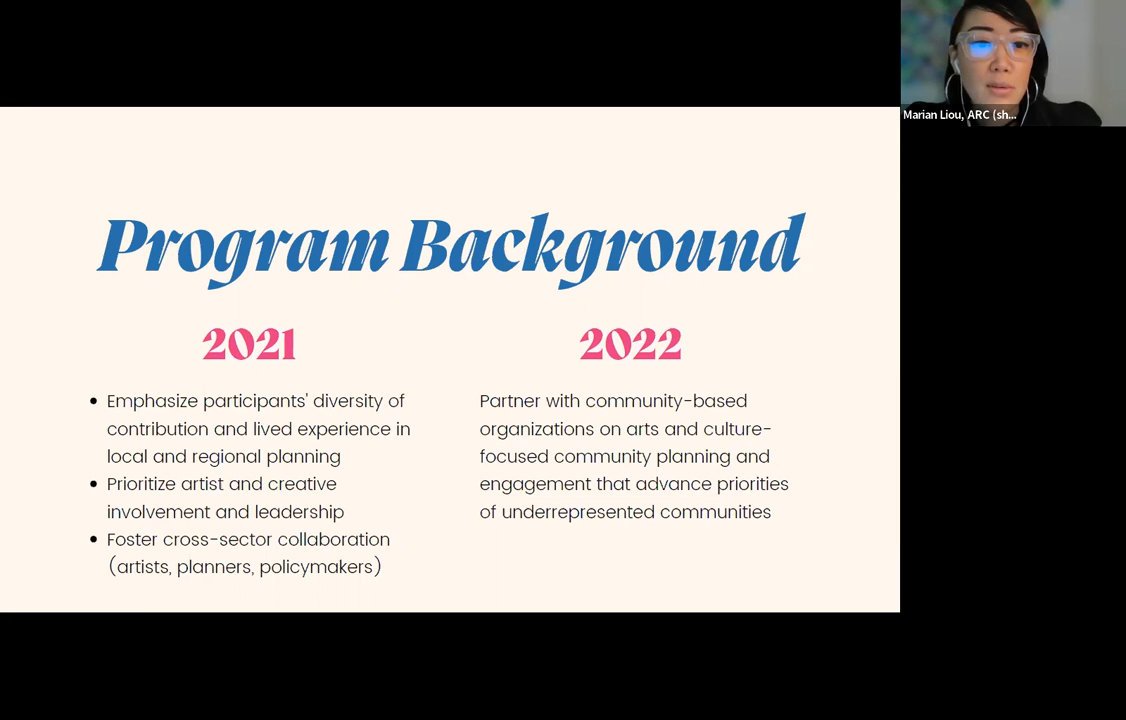 Marian Liou, ARC (sh...
Program Background
2021
• Emphasize participants' diversity of
contribution and lived experience in
local and regional planning
• Prioritize artist and creative
involvement and leadership
• Foster cross-sector collaboration
(artists, planners, policymakers)
2022
Partner with community-based
organizations on arts and culture-
focused community planning and
engagement that advance priorities
of underrepresented communities